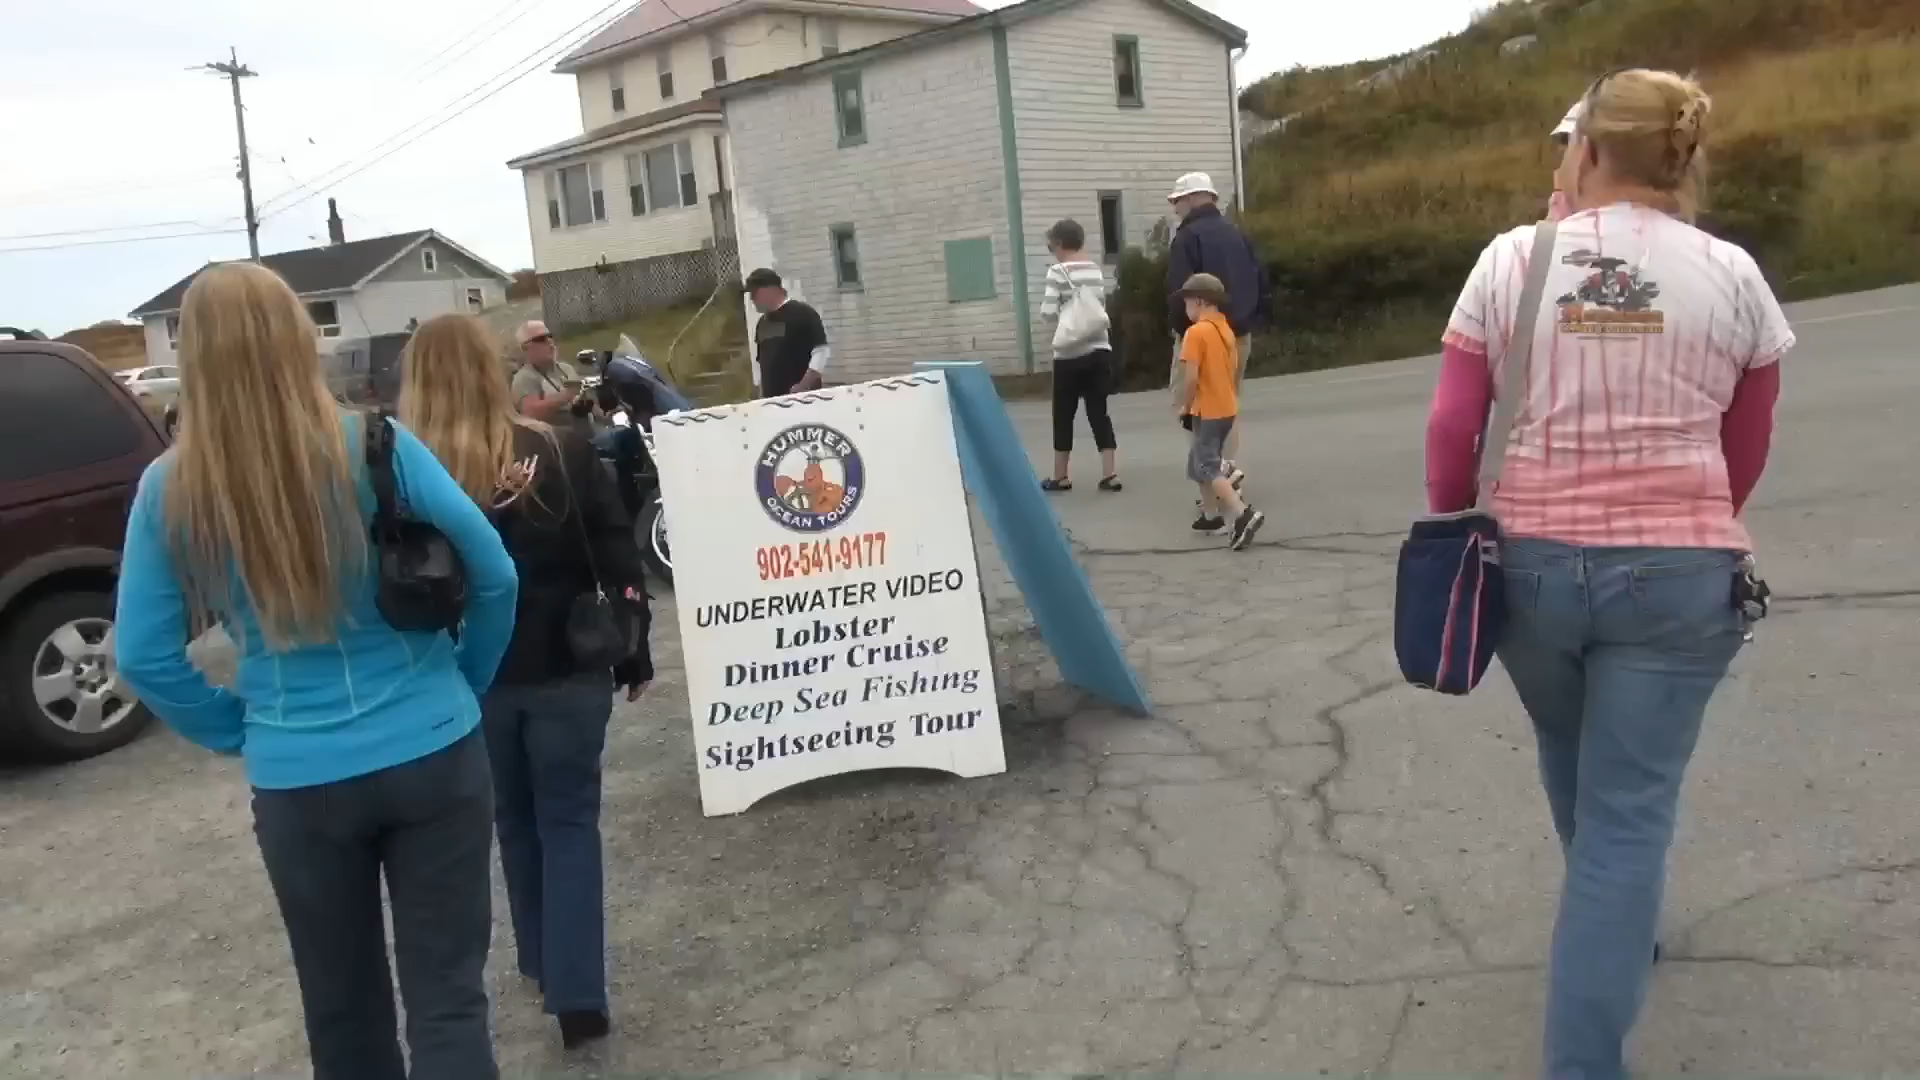 HUMMER
OCEAN TOURS
902-541-9177
UNDERWATER VIDEO
Lobster
Dinner Cruise
Deep Sea Fishing
Sightseeing Tour